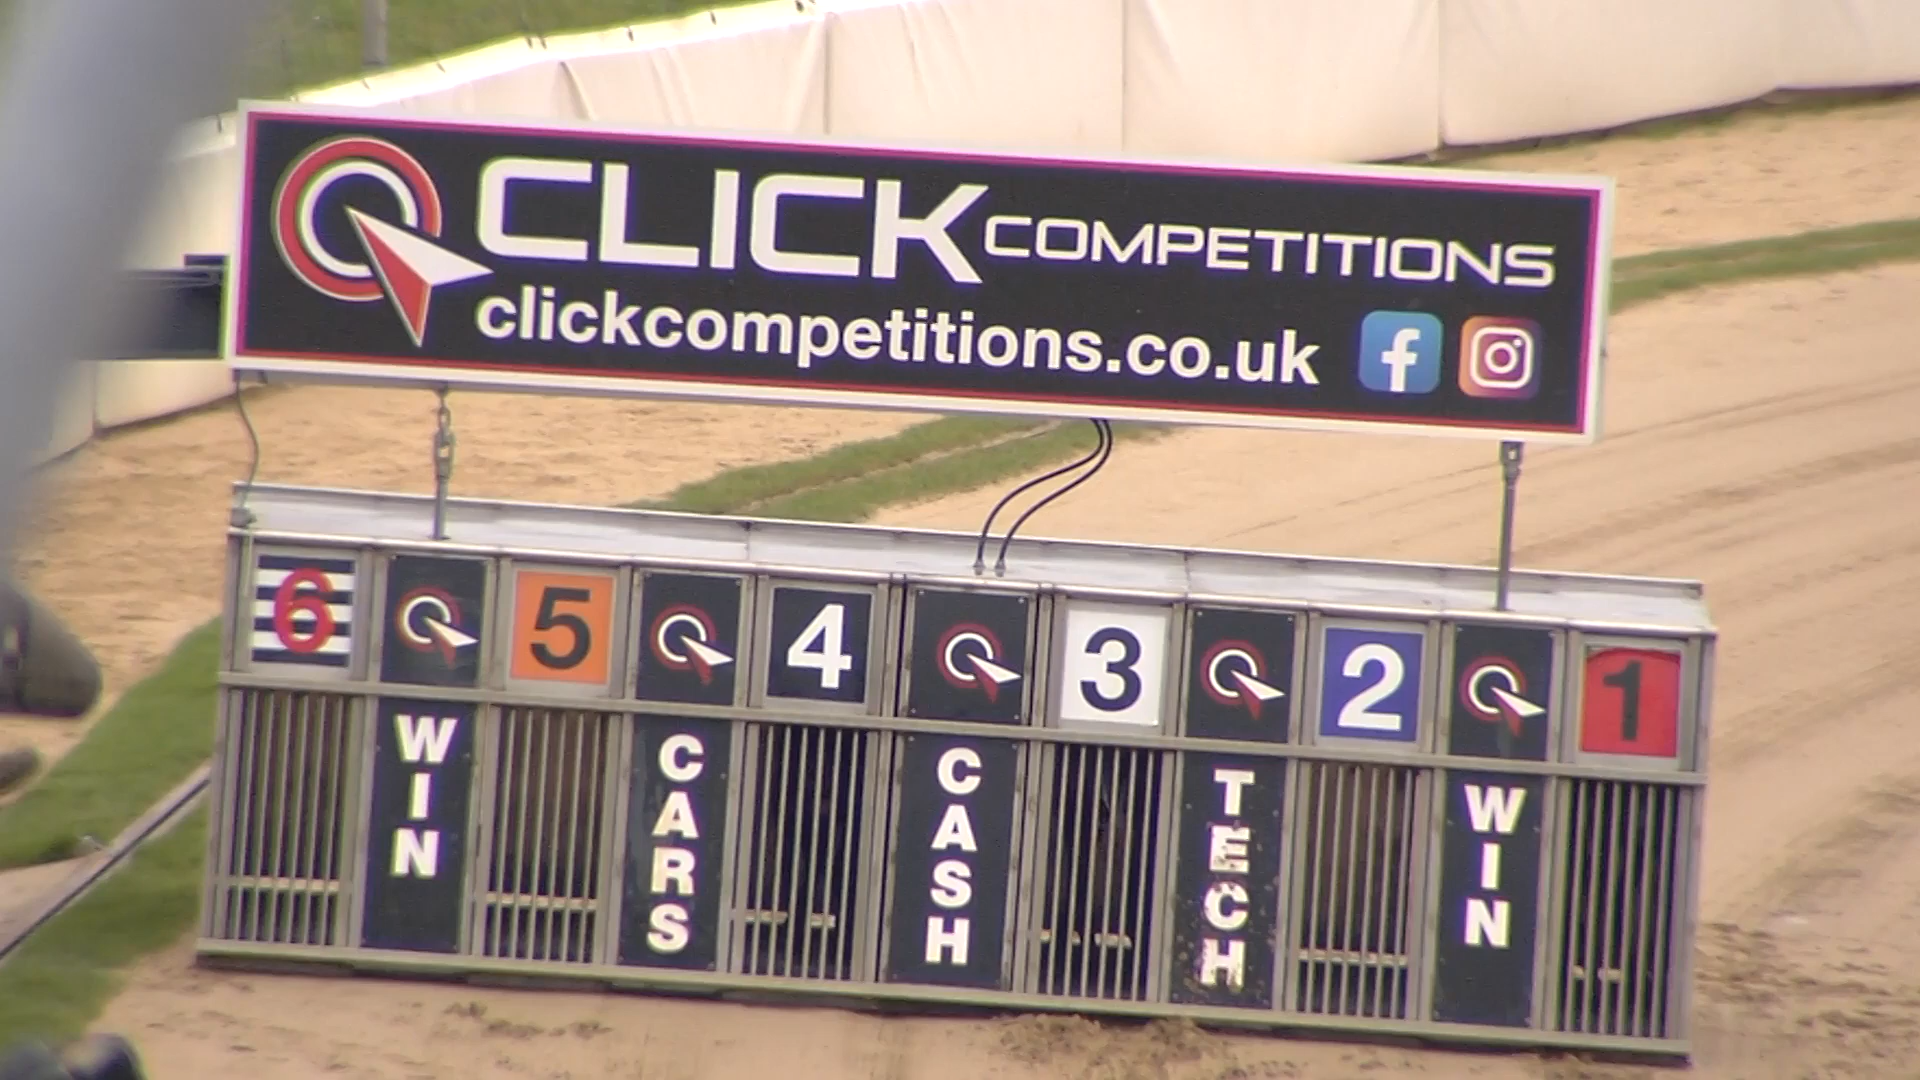 CLICK COMPETITIONS
clickcompetitions.co.uk
6 5 4 3 2 1
WIN
CARS
CASH
TECH
WIN